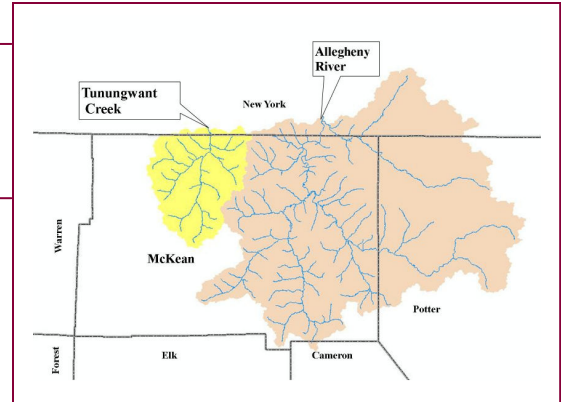 Allegheny
River
Tunungwant
Creek
New York
Warren
McKean
Potter
Forest
Elk
Cameron